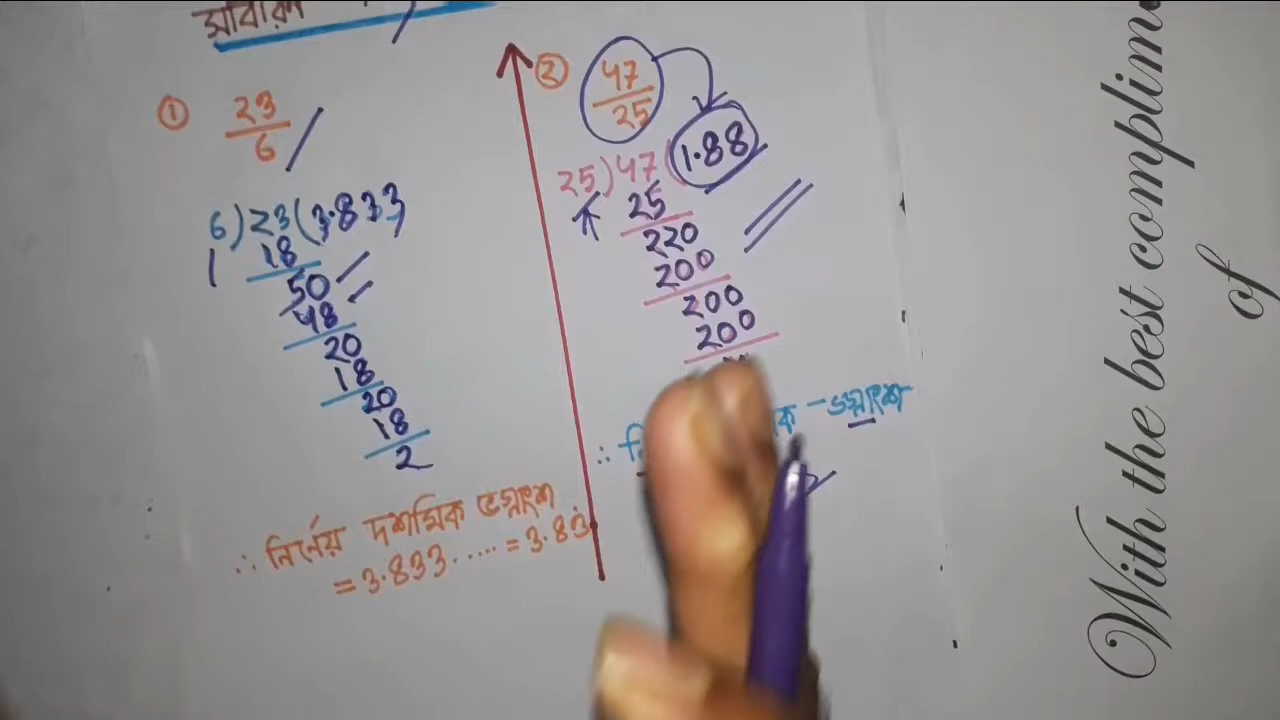 সাধারণ
① 23/6
6) 23 (3.833
1 18
50
48
20
18
20
18
2
∴ নির্ণেয় দশমিক ভগ্নাংশ
= 3.833..... = 3.83̇
② 47/25
25) 47 (1.88
25
220
200
200
200
∴ ভগ্নাংশ
With the best complim
of